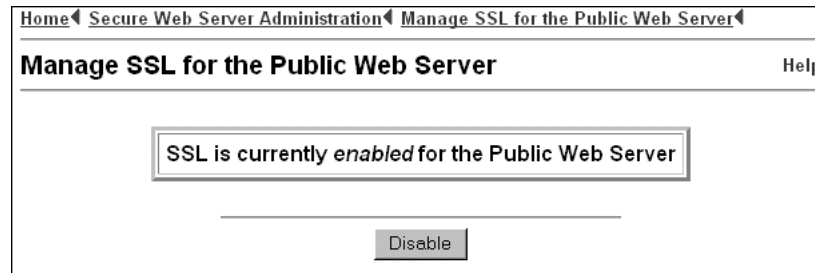 Home Secure Web Server Administration Manage SSL for the Public Web Server
Manage SSL for the Public Web Server Help
SSL is currently enabled for the Public Web Server
Disable